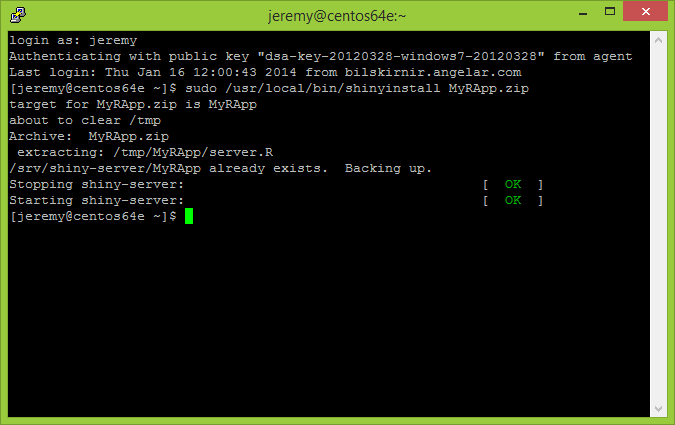 jeremy@centos64e:~
login as: jeremy
Authenticating with public key "dsa-key-20120328-windows7-20120328" from agent
Last login: Thu Jan 16 12:00:43 2014 from bilskirnir.angelar.com
[jeremy@centos64e ~]$ sudo /usr/local/bin/shinyinstall MyRApp.zip
target for MyRApp.zip is MyRApp
about to clear /tmp
Archive:  MyRApp.zip
 extracting: /tmp/MyRApp/server.R
/srv/shiny-server/MyRApp already exists.  Backing up.
Stopping shiny-server:                                     [  OK  ]
Starting shiny-server:                                     [  OK  ]
[jeremy@centos64e ~]$